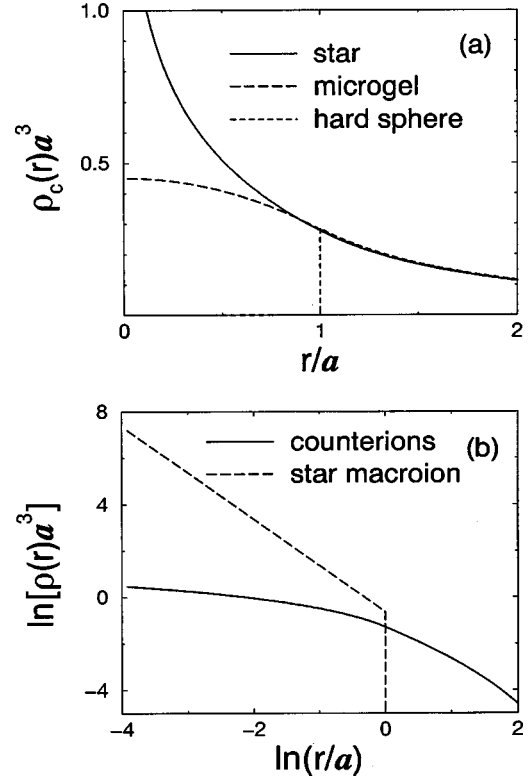 1.0
(a)
star
microgel
hard sphere
0.5
ρc(r)a³
0
1
2
r/a
8
counterions
(b)
star macroion
4
0
−4
ln[ρ(r)a³]
−4
−2
0
2
ln(r/a)